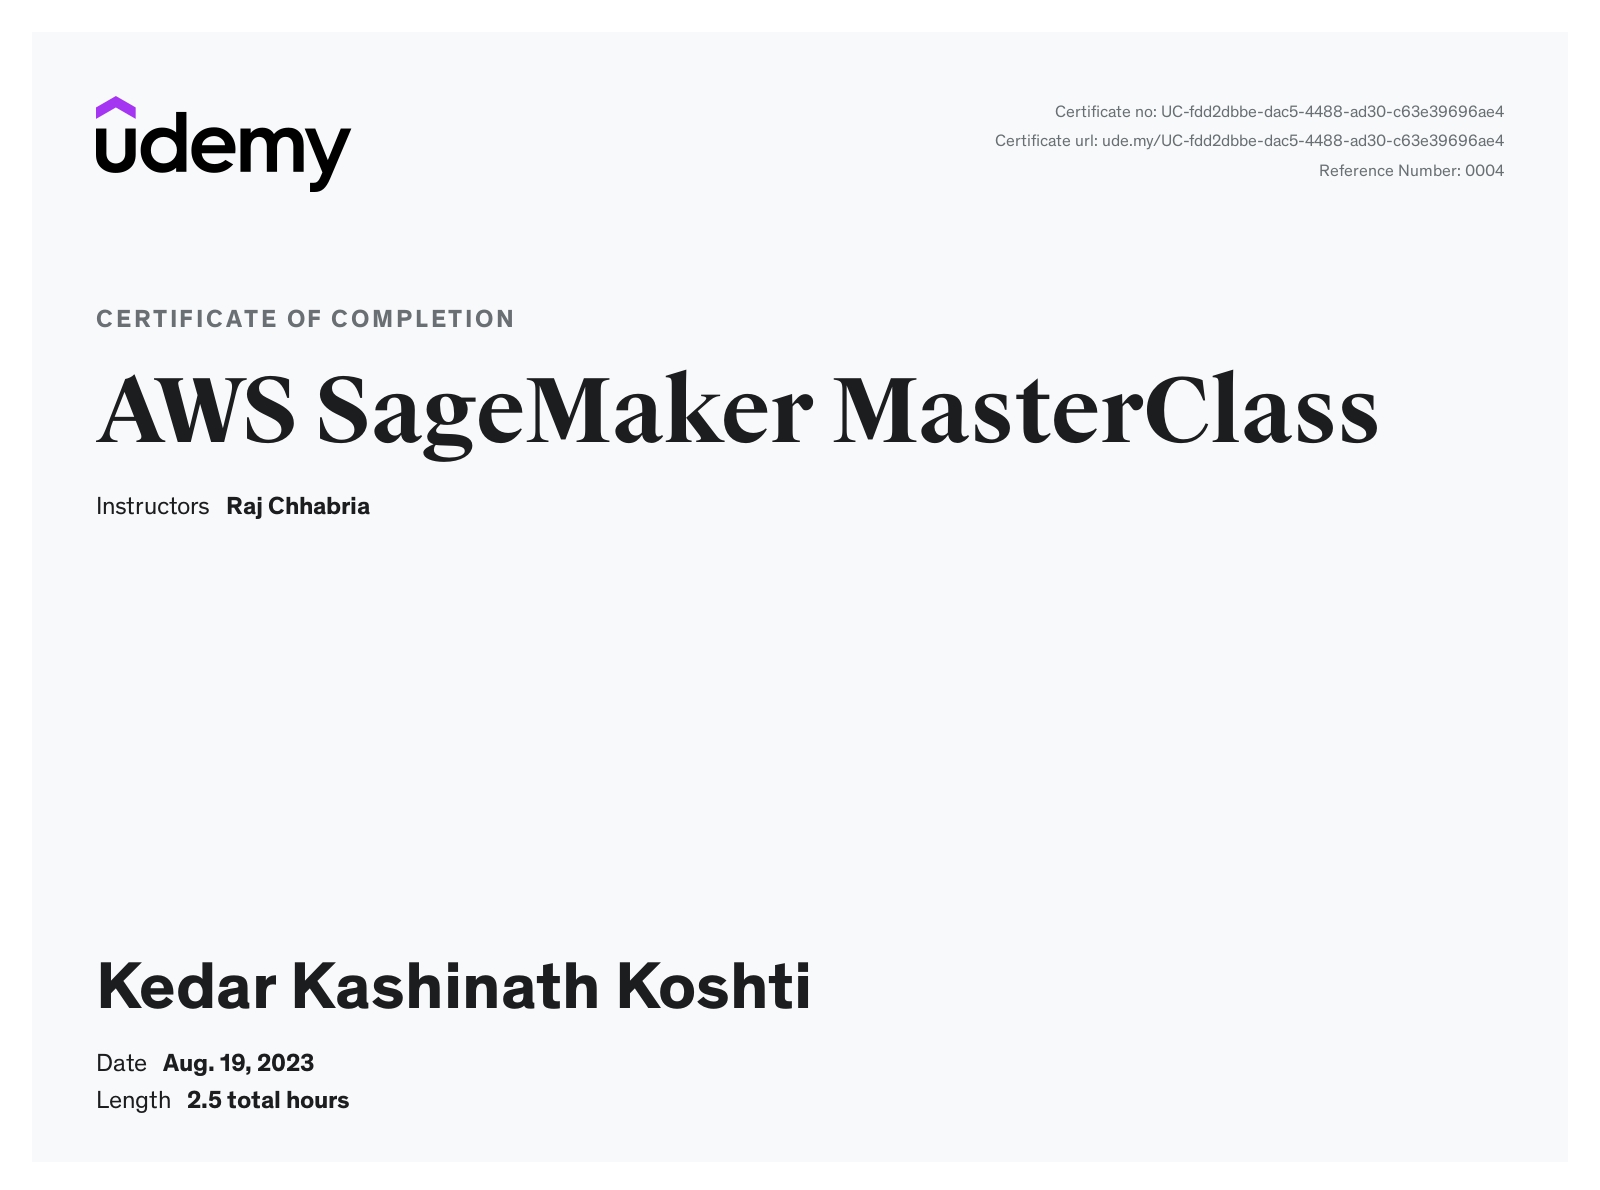 udemy
Certificate no: UC-fdd2dbbe-dac5-4488-ad30-c63e39696ae4
Certificate url: ude.my/UC-fdd2dbbe-dac5-4488-ad30-c63e39696ae4
Reference Number: 0004
CERTIFICATE OF COMPLETION
AWS SageMaker MasterClass
Instructors Raj Chhabria
Kedar Kashinath Koshti
Date Aug. 19, 2023
Length 2.5 total hours